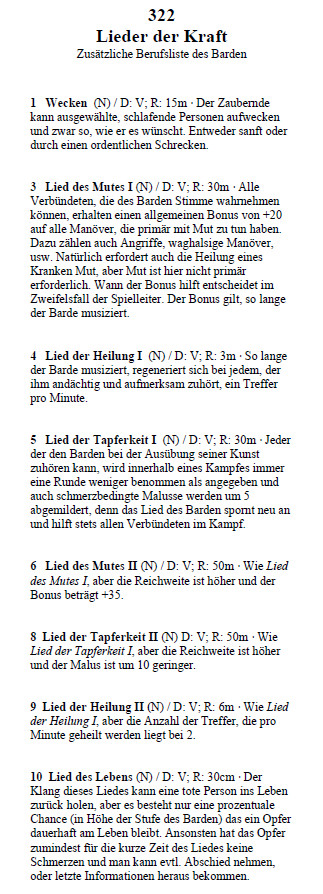 322
Lieder der Kraft
Zusätzliche Berufsliste des Barden
1 Wecken (N) / D: V; R: 15m · Der Zaubernde
kann ausgewählte, schlafende Personen aufwecken
und zwar so, wie er es wünscht. Entweder sanft oder
durch einen ordentlichen Schrecken.
3 Lied des Mutes I (N) / D: V; R: 30m · Alle
Verbündeten, die des Barden Stimme wahrnehmen
können, erhalten einen allgemeinen Bonus von +20
auf alle Manöver, die primär mit Mut zu tun haben.
Dazu zählen auch Angriffe, waghalsige Manöver,
usw. Natürlich erfordert auch die Heilung eines
Kranken Mut, aber Mut ist hier nicht primär
erforderlich. Wann der Bonus hilft entscheidet im
Zweifelsfall der Spielleiter. Der Bonus gilt, so lange
der Barde musiziert.
4 Lied der Heilung I (N) / D: V; R: 3m · So lange
der Barde musiziert, regeneriert sich bei jedem, der
ihm andächtig und aufmerksam zuhört, ein Treffer
pro Minute.
5 Lied der Tapferkeit I (N) / D: V; R: 30m · Jeder
der den Barden bei der Ausübung seiner Kunst
zuhören kann, wird innerhalb eines Kampfes immer
eine Runde weniger benommen als angegeben und
auch schmerzbedingte Malusse werden um 5
abgemildert, denn das Lied des Barden spornt neu an
und hilft stets allen Verbündeten im Kampf.
6 Lied des Mutes II (N) / D: V; R: 50m · Wie Lied
des Mutes I, aber die Reichweite ist höher und der
Bonus beträgt +35.
8 Lied der Tapferkeit II (N) D: V; R: 50m · Wie
Lied der Tapferkeit I, aber die Reichweite ist höher
und der Malus ist um 10 geringer.
9 Lied der Heilung II (N) / D: V; R: 6m · Wie Lied
der Heilung I, aber die Anzahl der Treffer, die pro
Minute geheilt werden liegt bei 2.
10 Lied des Lebens (N) / D: V; R: 30cm · Der
Klang dieses Liedes kann eine tote Person ins Leben
zurück holen, aber es besteht nur eine prozentuale
Chance (in Höhe der Stufe des Barden) das ein Opfer
dauerhaft am Leben bleibt. Ansonsten hat das Opfer
zumindest für die kurze Zeit des Liedes keine
Schmerzen und man kann evtl. Abschied nehmen,
oder letzte Informationen heraus bekommen.